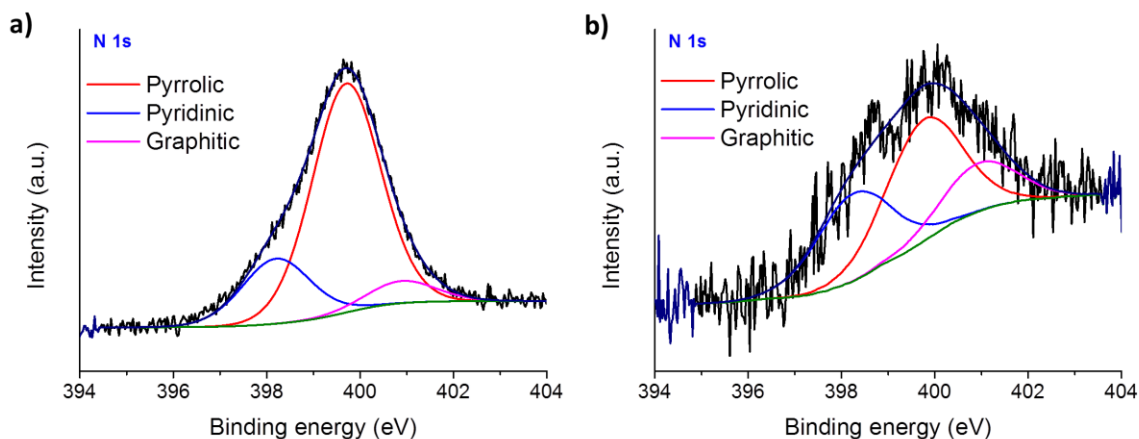 a)
N 1s
Pyrrolic
Pyridinic
Graphitic
Intensity (a.u.)
394 396 398 400 402 404
Binding energy (eV)
b)
N 1s
Pyrrolic
Pyridinic
Graphitic
Intensity (a.u.)
394 396 398 400 402 404
Binding energy (eV)